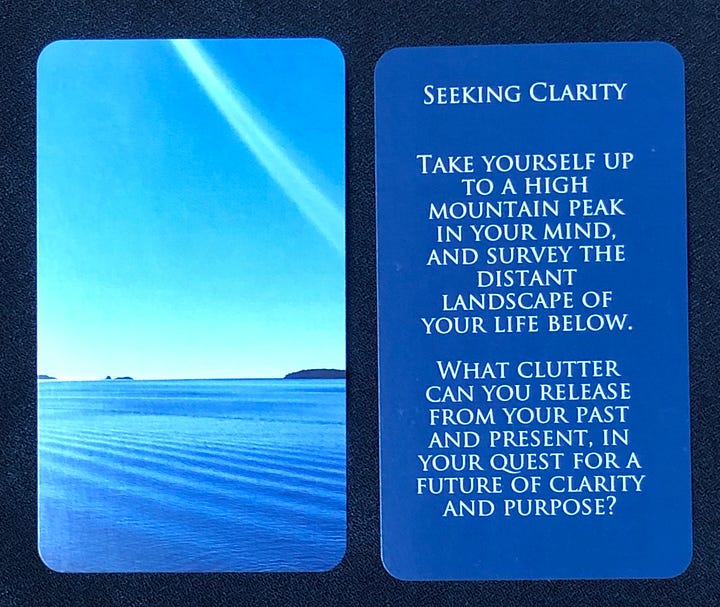 Seeking Clarity
Take yourself up
to a high
mountain peak
in your mind,
and survey the
distant
landscape of
your life below.
What clutter
can you release
from your past
and present, in
your quest for a
future of clarity
and purpose?